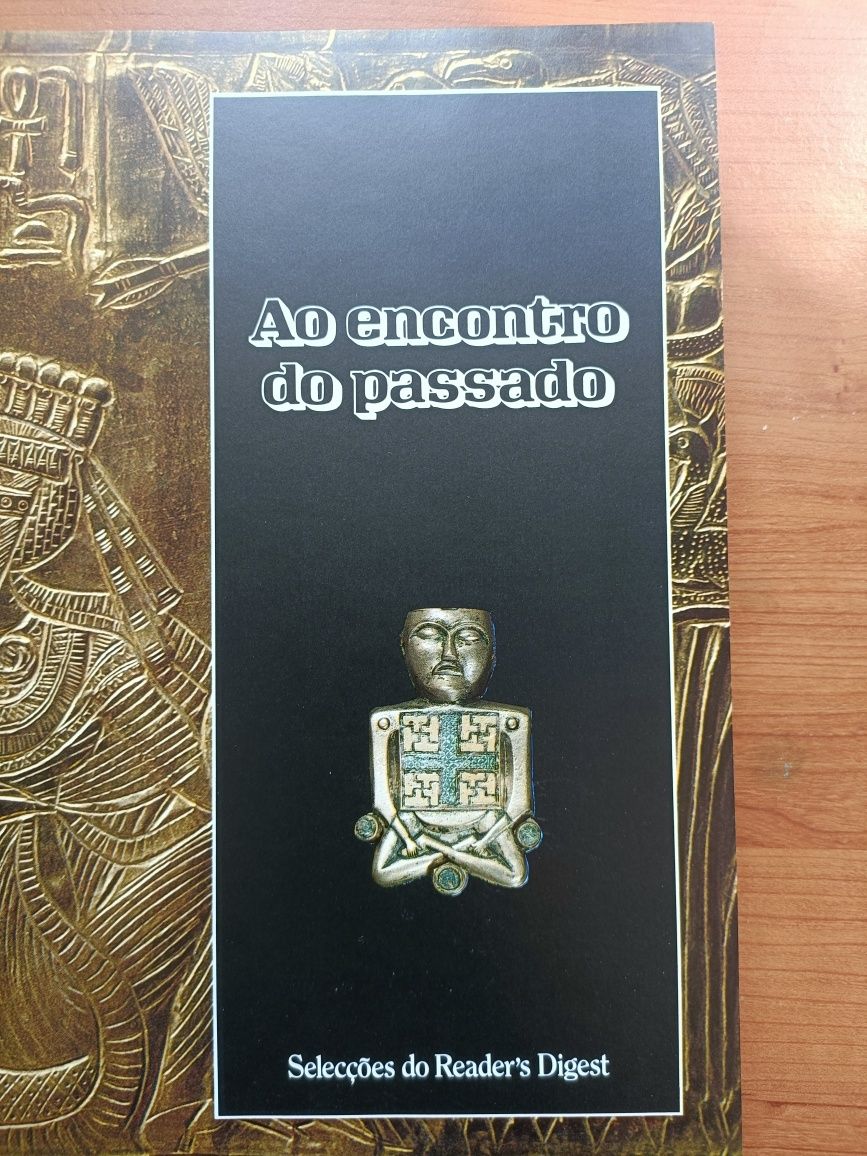 Ao encontro
do passado
Selecções do Reader's Digest